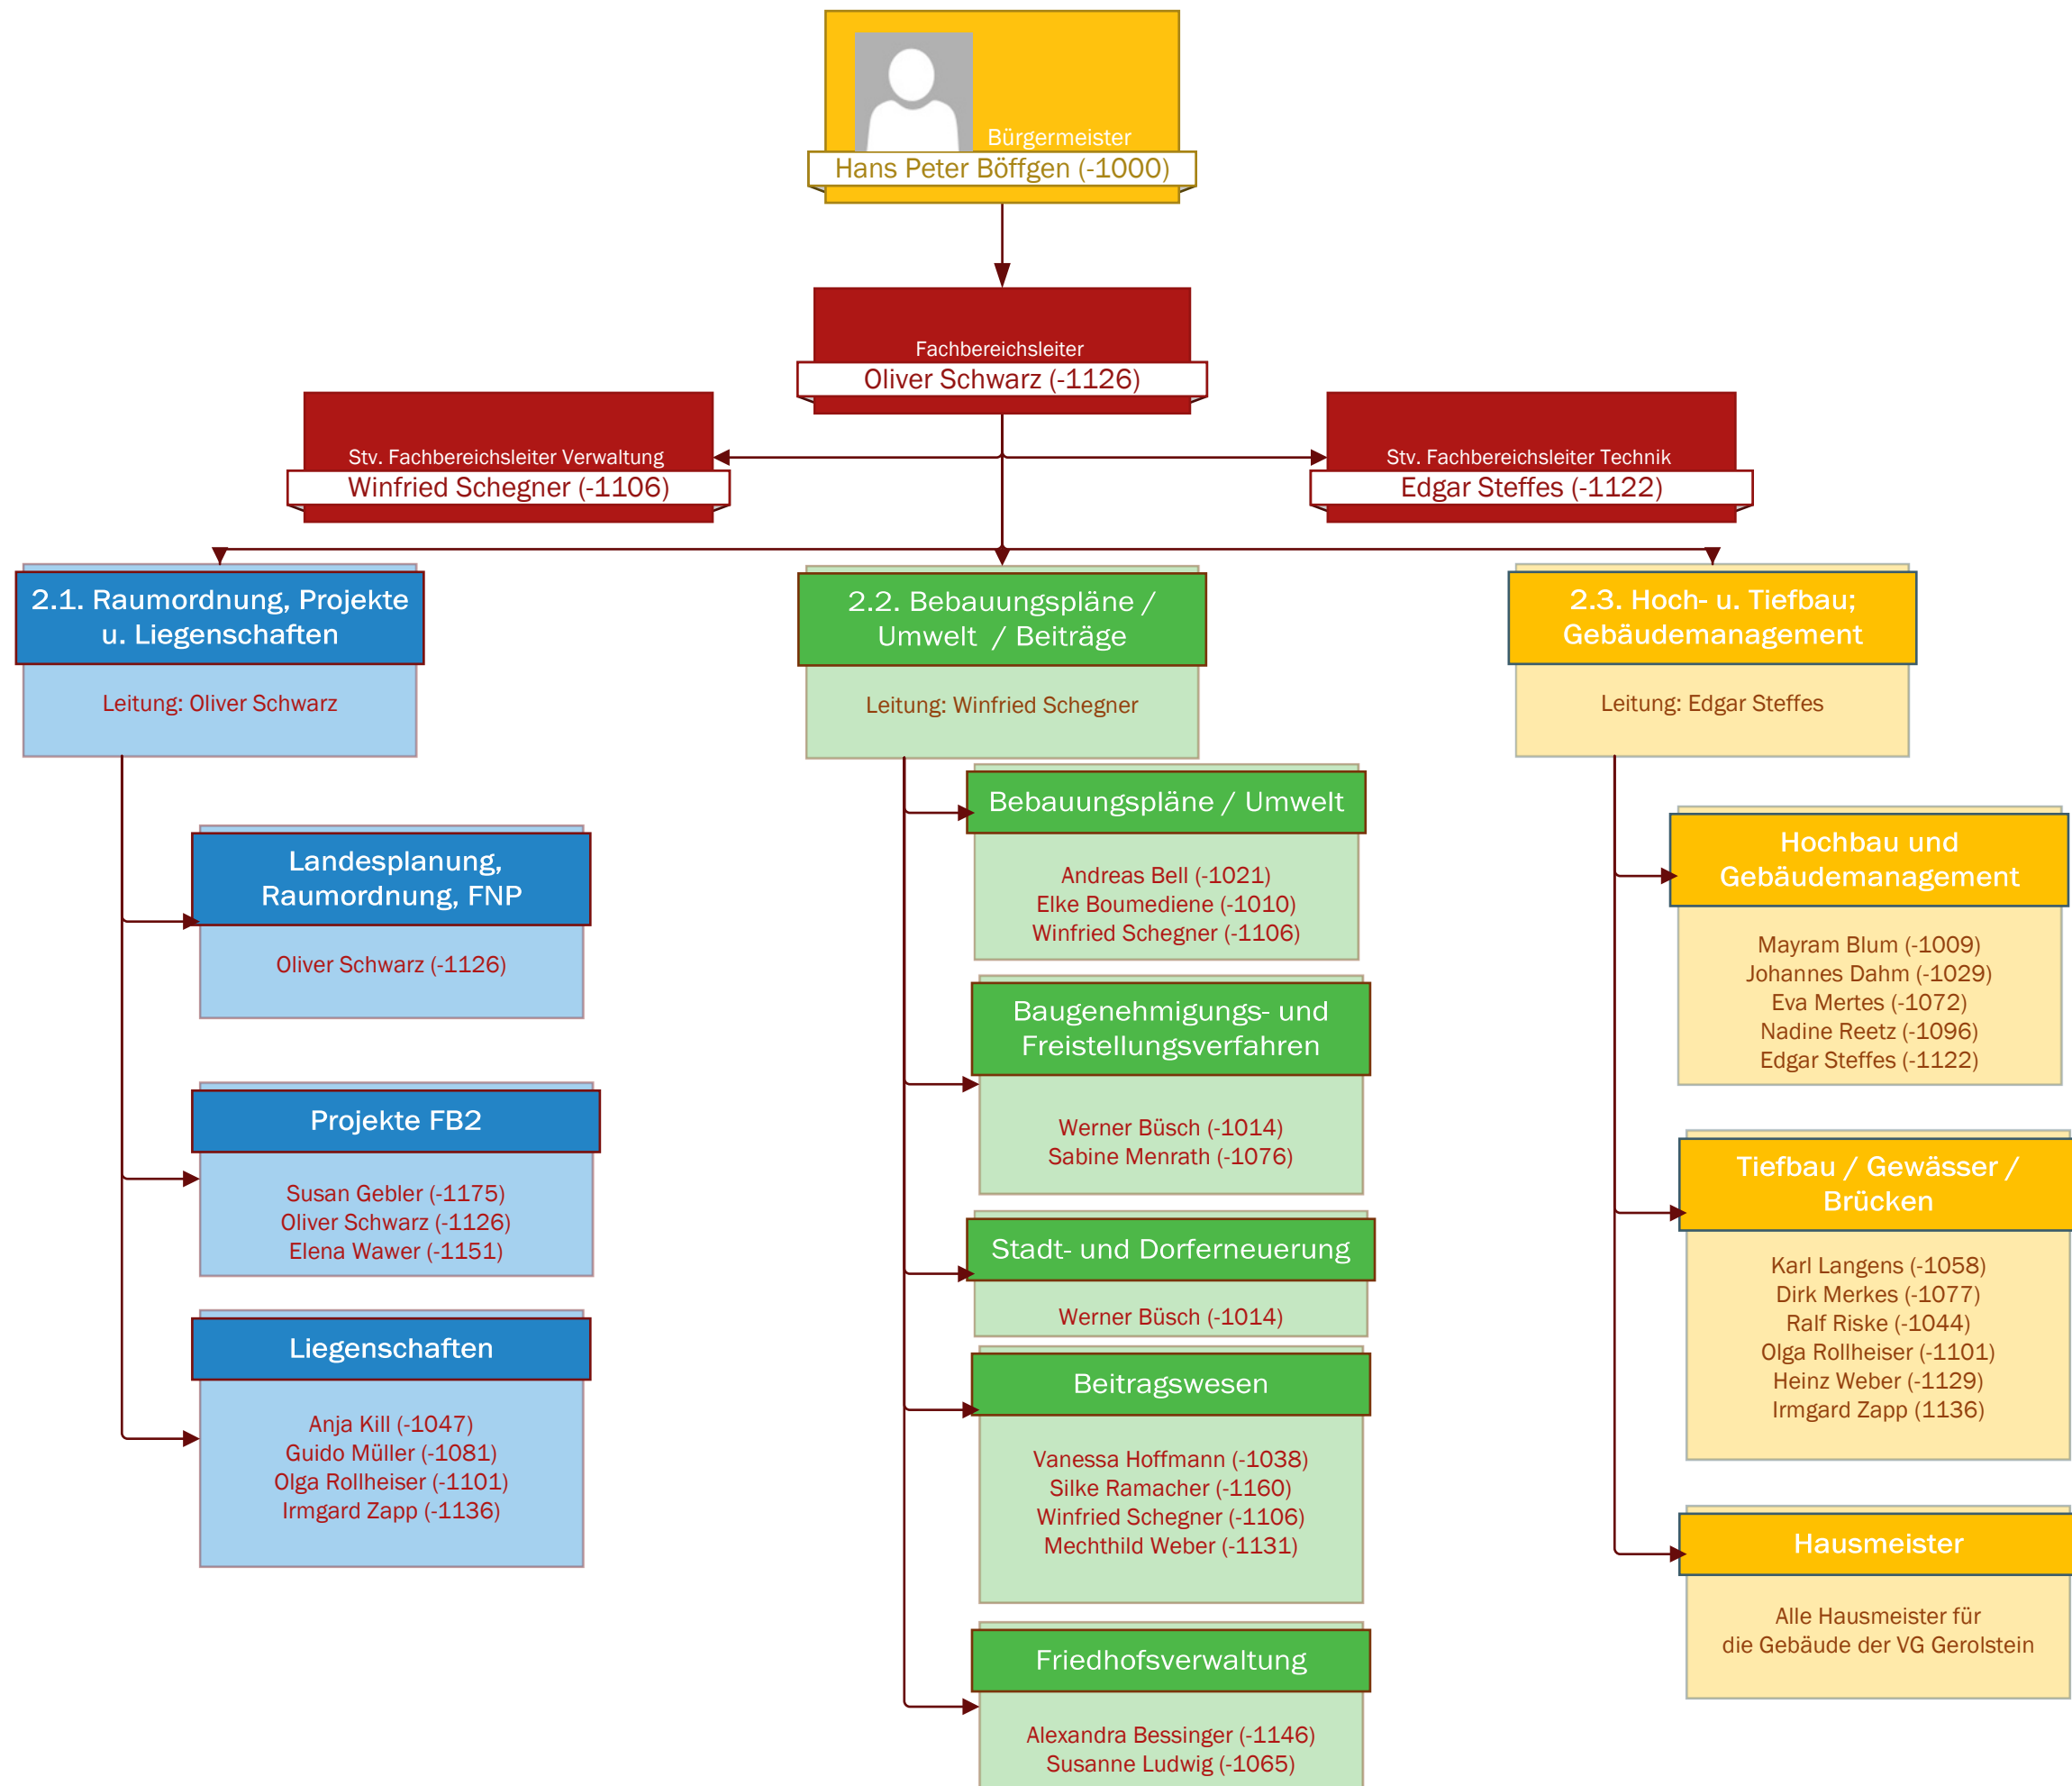 Bürgermeister
Hans Peter Böffgen (-1000)
Fachbereichsleiter
Oliver Schwarz (-1126)
Stv. Fachbereichsleiter Verwaltung
Winfried Schegner (-1106)
Stv. Fachbereichsleiter Technik
Edgar Steffes (-1122)
2.1. Raumordnung, Projekte
u. Liegenschaften
Leitung: Oliver Schwarz
Landesplanung,
Raumordnung, FNP
Oliver Schwarz (-1126)
Projekte FB2
Susan Gebler (-1175)
Oliver Schwarz (-1126)
Elena Wawer (-1151)
Liegenschaften
Anja Kill (-1047)
Guido Müller (-1081)
Olga Rollheiser (-1101)
Irmgard Zapp (-1136)
2.2. Bebauungspläne /
Umwelt / Beiträge
Leitung: Winfried Schegner
Bebauungspläne / Umwelt
Andreas Bell (-1021)
Elke Boumediene (-1010)
Winfried Schegner (-1106)
Baugenehmigungs- und
Freistellungsverfahren
Werner Büsch (-1014)
Sabine Menrath (-1076)
Stadt- und Dorferneuerung
Werner Büsch (-1014)
Beitragswesen
Vanessa Hoffmann (-1038)
Silke Ramacher (-1160)
Winfried Schegner (-1106)
Mechthild Weber (-1131)
Friedhofsverwaltung
Alexandra Bessinger (-1146)
Susanne Ludwig (-1065)
2.3. Hoch- u. Tiefbau;
Gebäudemanagement
Leitung: Edgar Steffes
Hochbau und
Gebäudemanagement
Mayram Blum (-1009)
Johannes Dahm (-1029)
Eva Mertes (-1072)
Nadine Reetz (-1096)
Edgar Steffes (-1122)
Tiefbau / Gewässer /
Brücken
Karl Langens (-1058)
Dirk Merkes (-1077)
Ralf Riske (-1044)
Olga Rollheiser (-1101)
Heinz Weber (-1129)
Irmgard Zapp (1136)
Hausmeister
Alle Hausmeister für
die Gebäude der VG Gerolstein